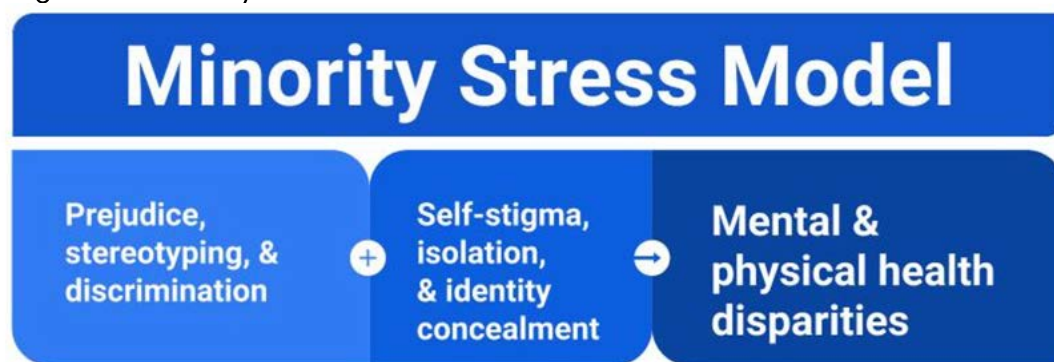 Minority Stress Model
Prejudice,
stereotyping, &
discrimination
+
Self-stigma,
isolation,
& identity
concealment
→
Mental &
physical health
disparities